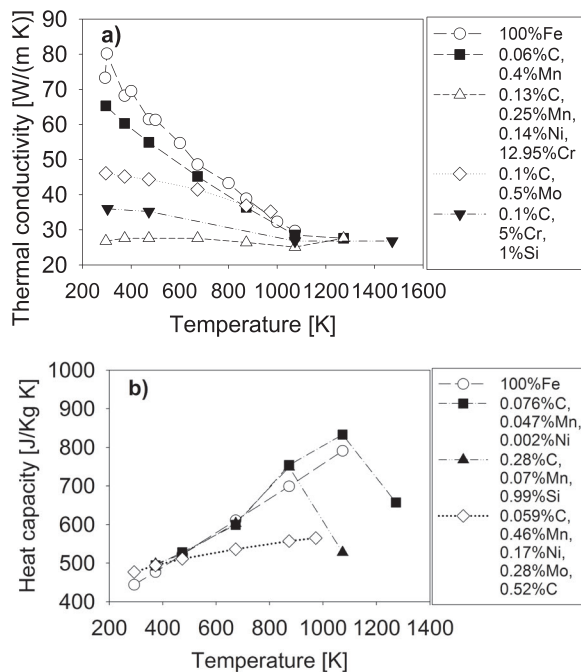 a)
Thermal conductivity [W/(m K)]
90
80
70
60
50
40
30
20
200 400 600 800 1000 1200 1400 1600
Temperature [K]
100%Fe
0.06%C,
0.4%Mn
0.13%C,
0.25%Mn,
0.14%Ni,
12.95%Cr
0.1%C,
0.5%Mo
0.1%C,
5%Cr,
1%Si
b)
Heat capacity [J/Kg K]
1000
900
800
700
600
500
400
200 400 600 800 1000 1200 1400
Temperature [K]
100%Fe
0.076%C,
0.047%Mn,
0.002%Ni
0.28%C,
0.07%Mn,
0.99%Si
0.059%C,
0.46%Mn,
0.17%Ni,
0.28%Mo,
0.52%C